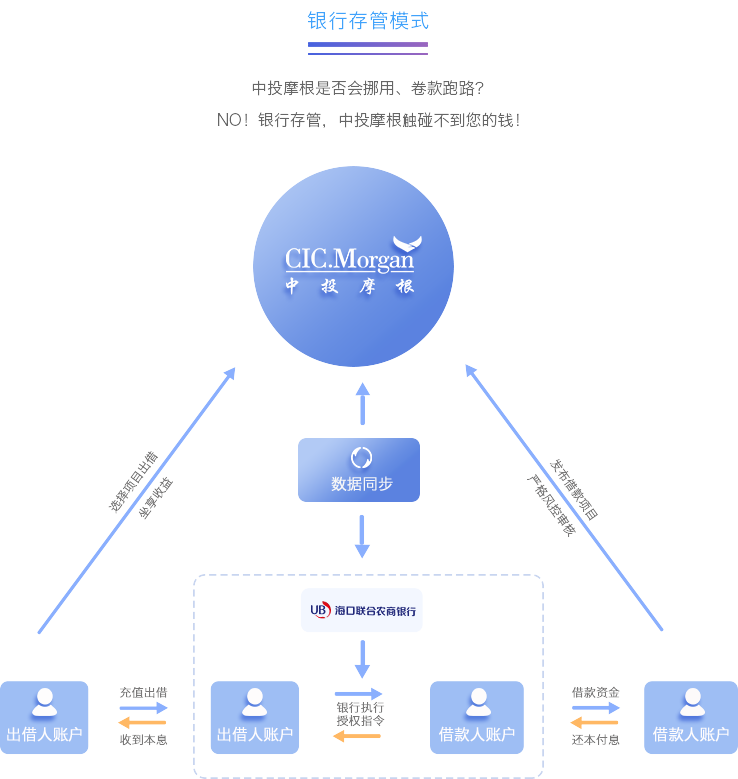 银行存管模式
中投摩根是否会挪用、卷款跑路?
NO！银行存管，中投摩根触碰不到您的钱！
CIC.Morgan
中投摩根
选择项目出借
坐享收益
数据同步
发布借款项目
严格风控审核
UB 海口联合农商银行
充值出借
收到本息
银行执行
授权指令
借款资金
还本付息
出借人账户
出借人账户
借款人账户
借款人账户